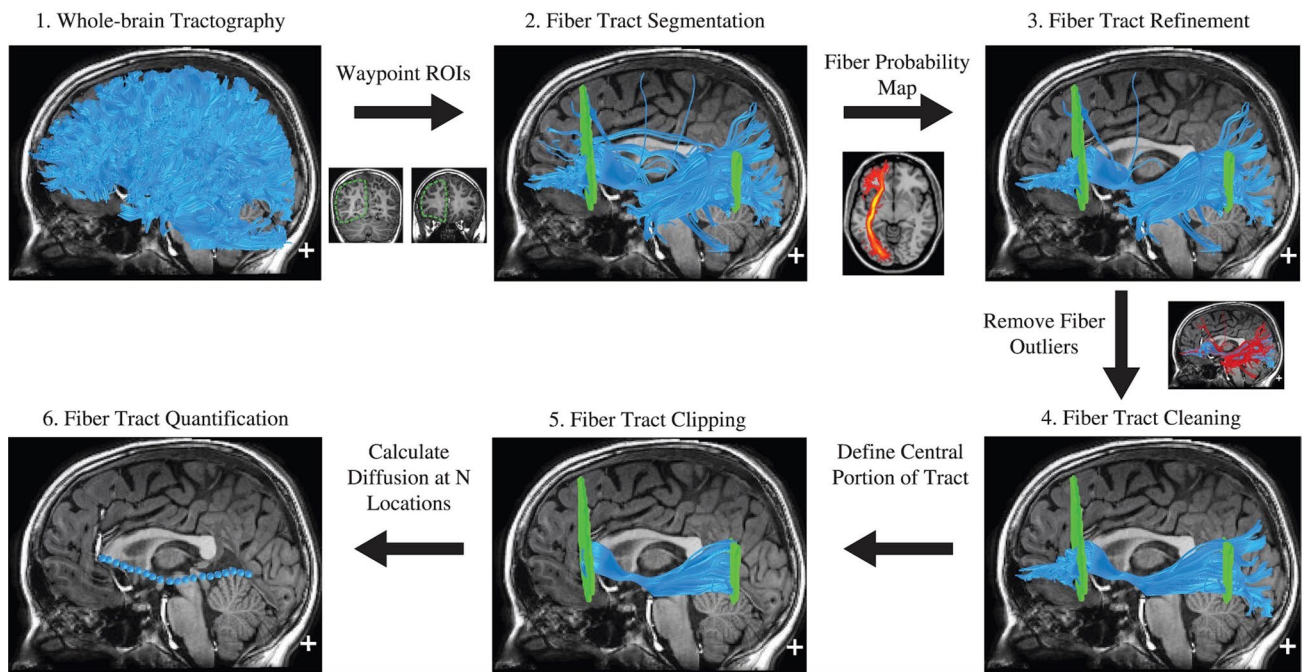 1. Whole-brain Tractography
2. Fiber Tract Segmentation
3. Fiber Tract Refinement
Waypoint ROIs
Fiber Probability
Map
Remove Fiber
Outliers
4. Fiber Tract Cleaning
5. Fiber Tract Clipping
6. Fiber Tract Quantification
Define Central
Portion of Tract
Calculate
Diffusion at N
Locations